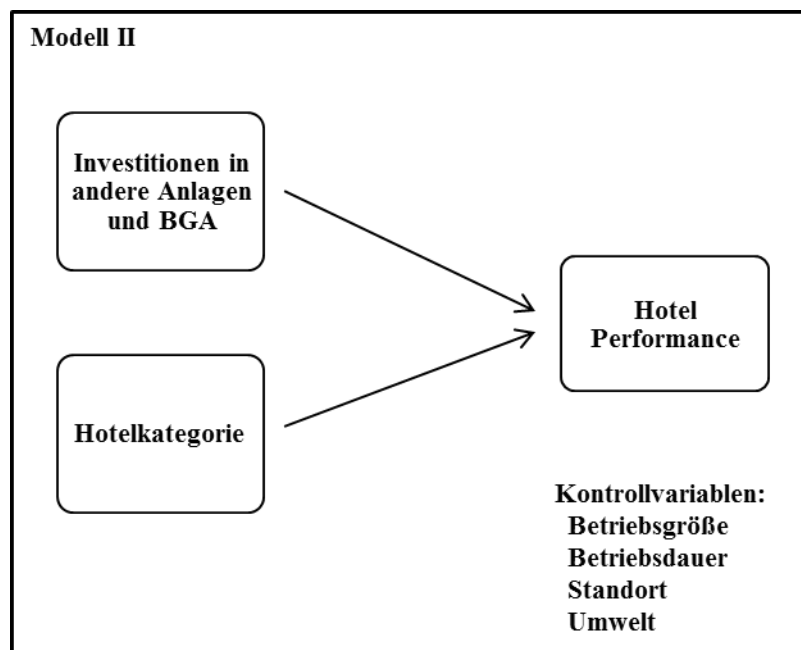 Modell II
Investitionen in
andere Anlagen
und BGA
Hotel
Performance
Hotelkategorie
Kontrollvariablen:
Betriebsgröße
Betriebsdauer
Standort
Umwelt